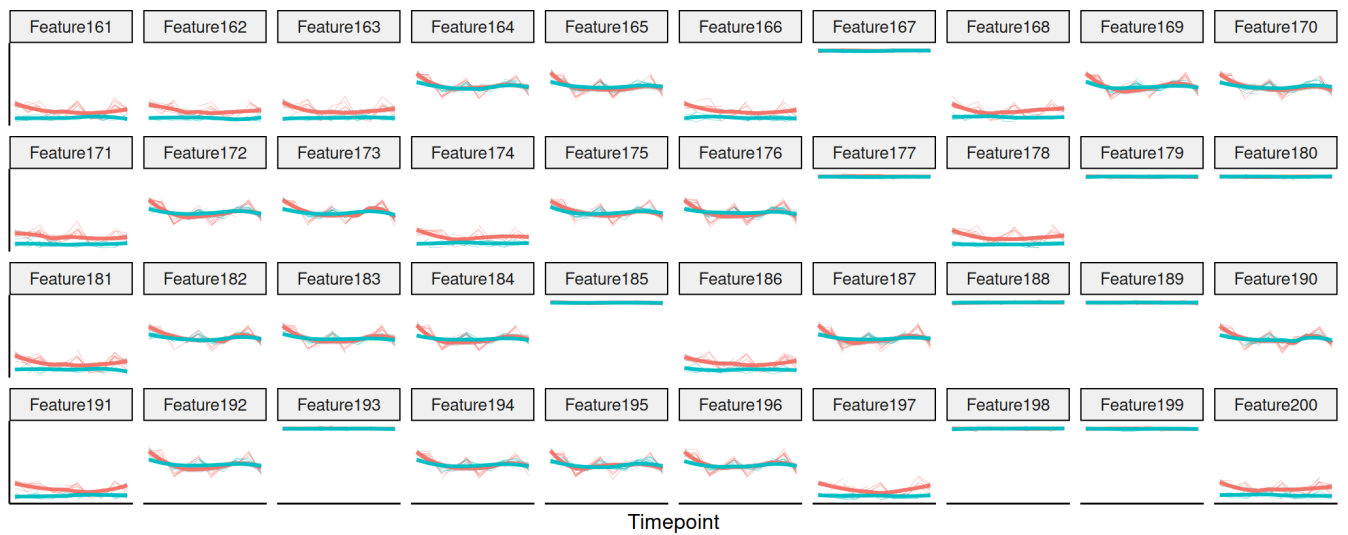 Feature161 Feature162 Feature163 Feature164 Feature165 Feature166 Feature167 Feature168 Feature169 Feature170
Feature171 Feature172 Feature173 Feature174 Feature175 Feature176 Feature177 Feature178 Feature179 Feature180
Feature181 Feature182 Feature183 Feature184 Feature185 Feature186 Feature187 Feature188 Feature189 Feature190
Feature191 Feature192 Feature193 Feature194 Feature195 Feature196 Feature197 Feature198 Feature199 Feature200
Timepoint